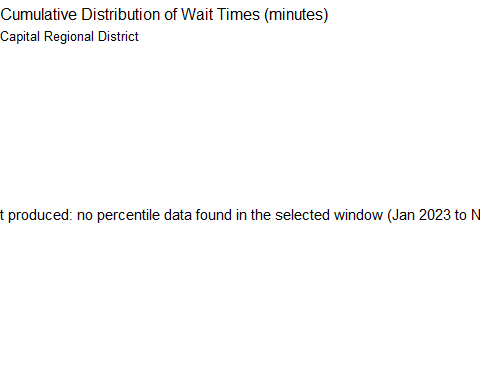 Cumulative Distribution of Wait Times (minutes)
Capital Regional District
t produced: no percentile data found in the selected window (Jan 2023 to N